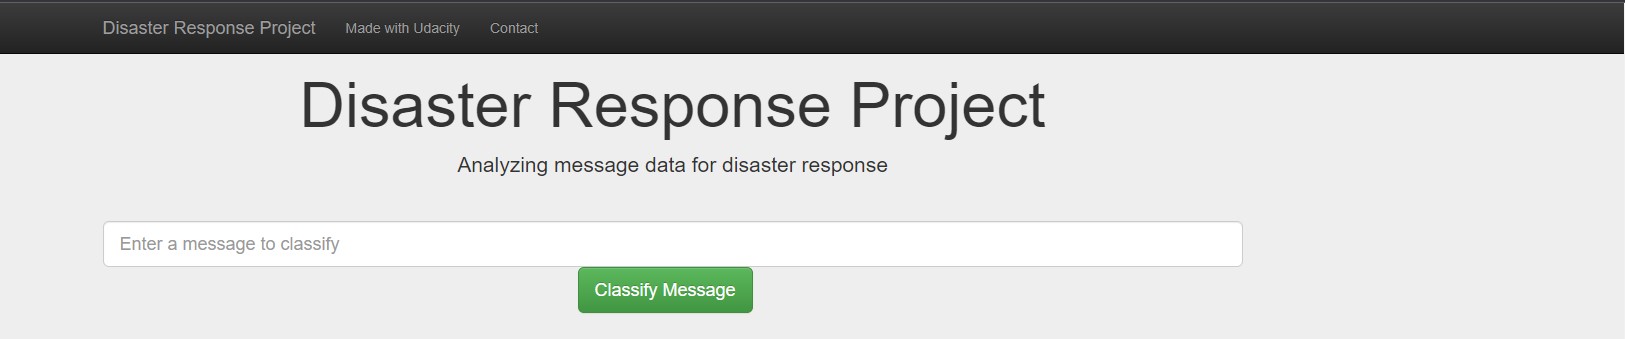 Disaster Response Project Made with Udacity Contact
Disaster Response Project
Analyzing message data for disaster response
Enter a message to classify
Classify Message